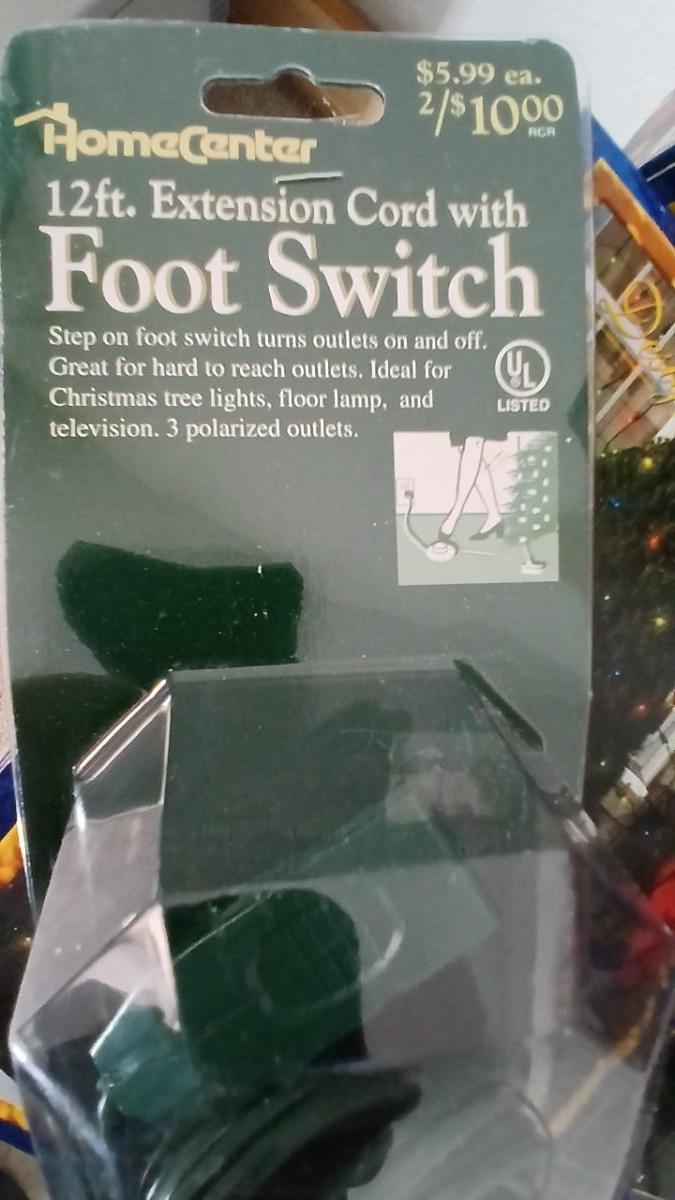 $5.99 ea.
2/$10⁰⁰
RCR
HomeCenter
12ft. Extension Cord with
Foot Switch
Step on foot switch turns outlets on and off.
Great for hard to reach outlets. Ideal for
Christmas tree lights, floor lamp, and
television. 3 polarized outlets.
UL
®
LISTED